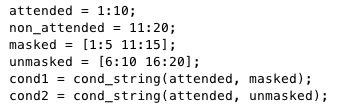 attended = 1:10;
non_attended = 11:20;
masked = [1:5 11:15];
unmasked = [6:10 16:20];
cond1 = cond_string(attended, masked);
cond2 = cond_string(attended, unmasked);